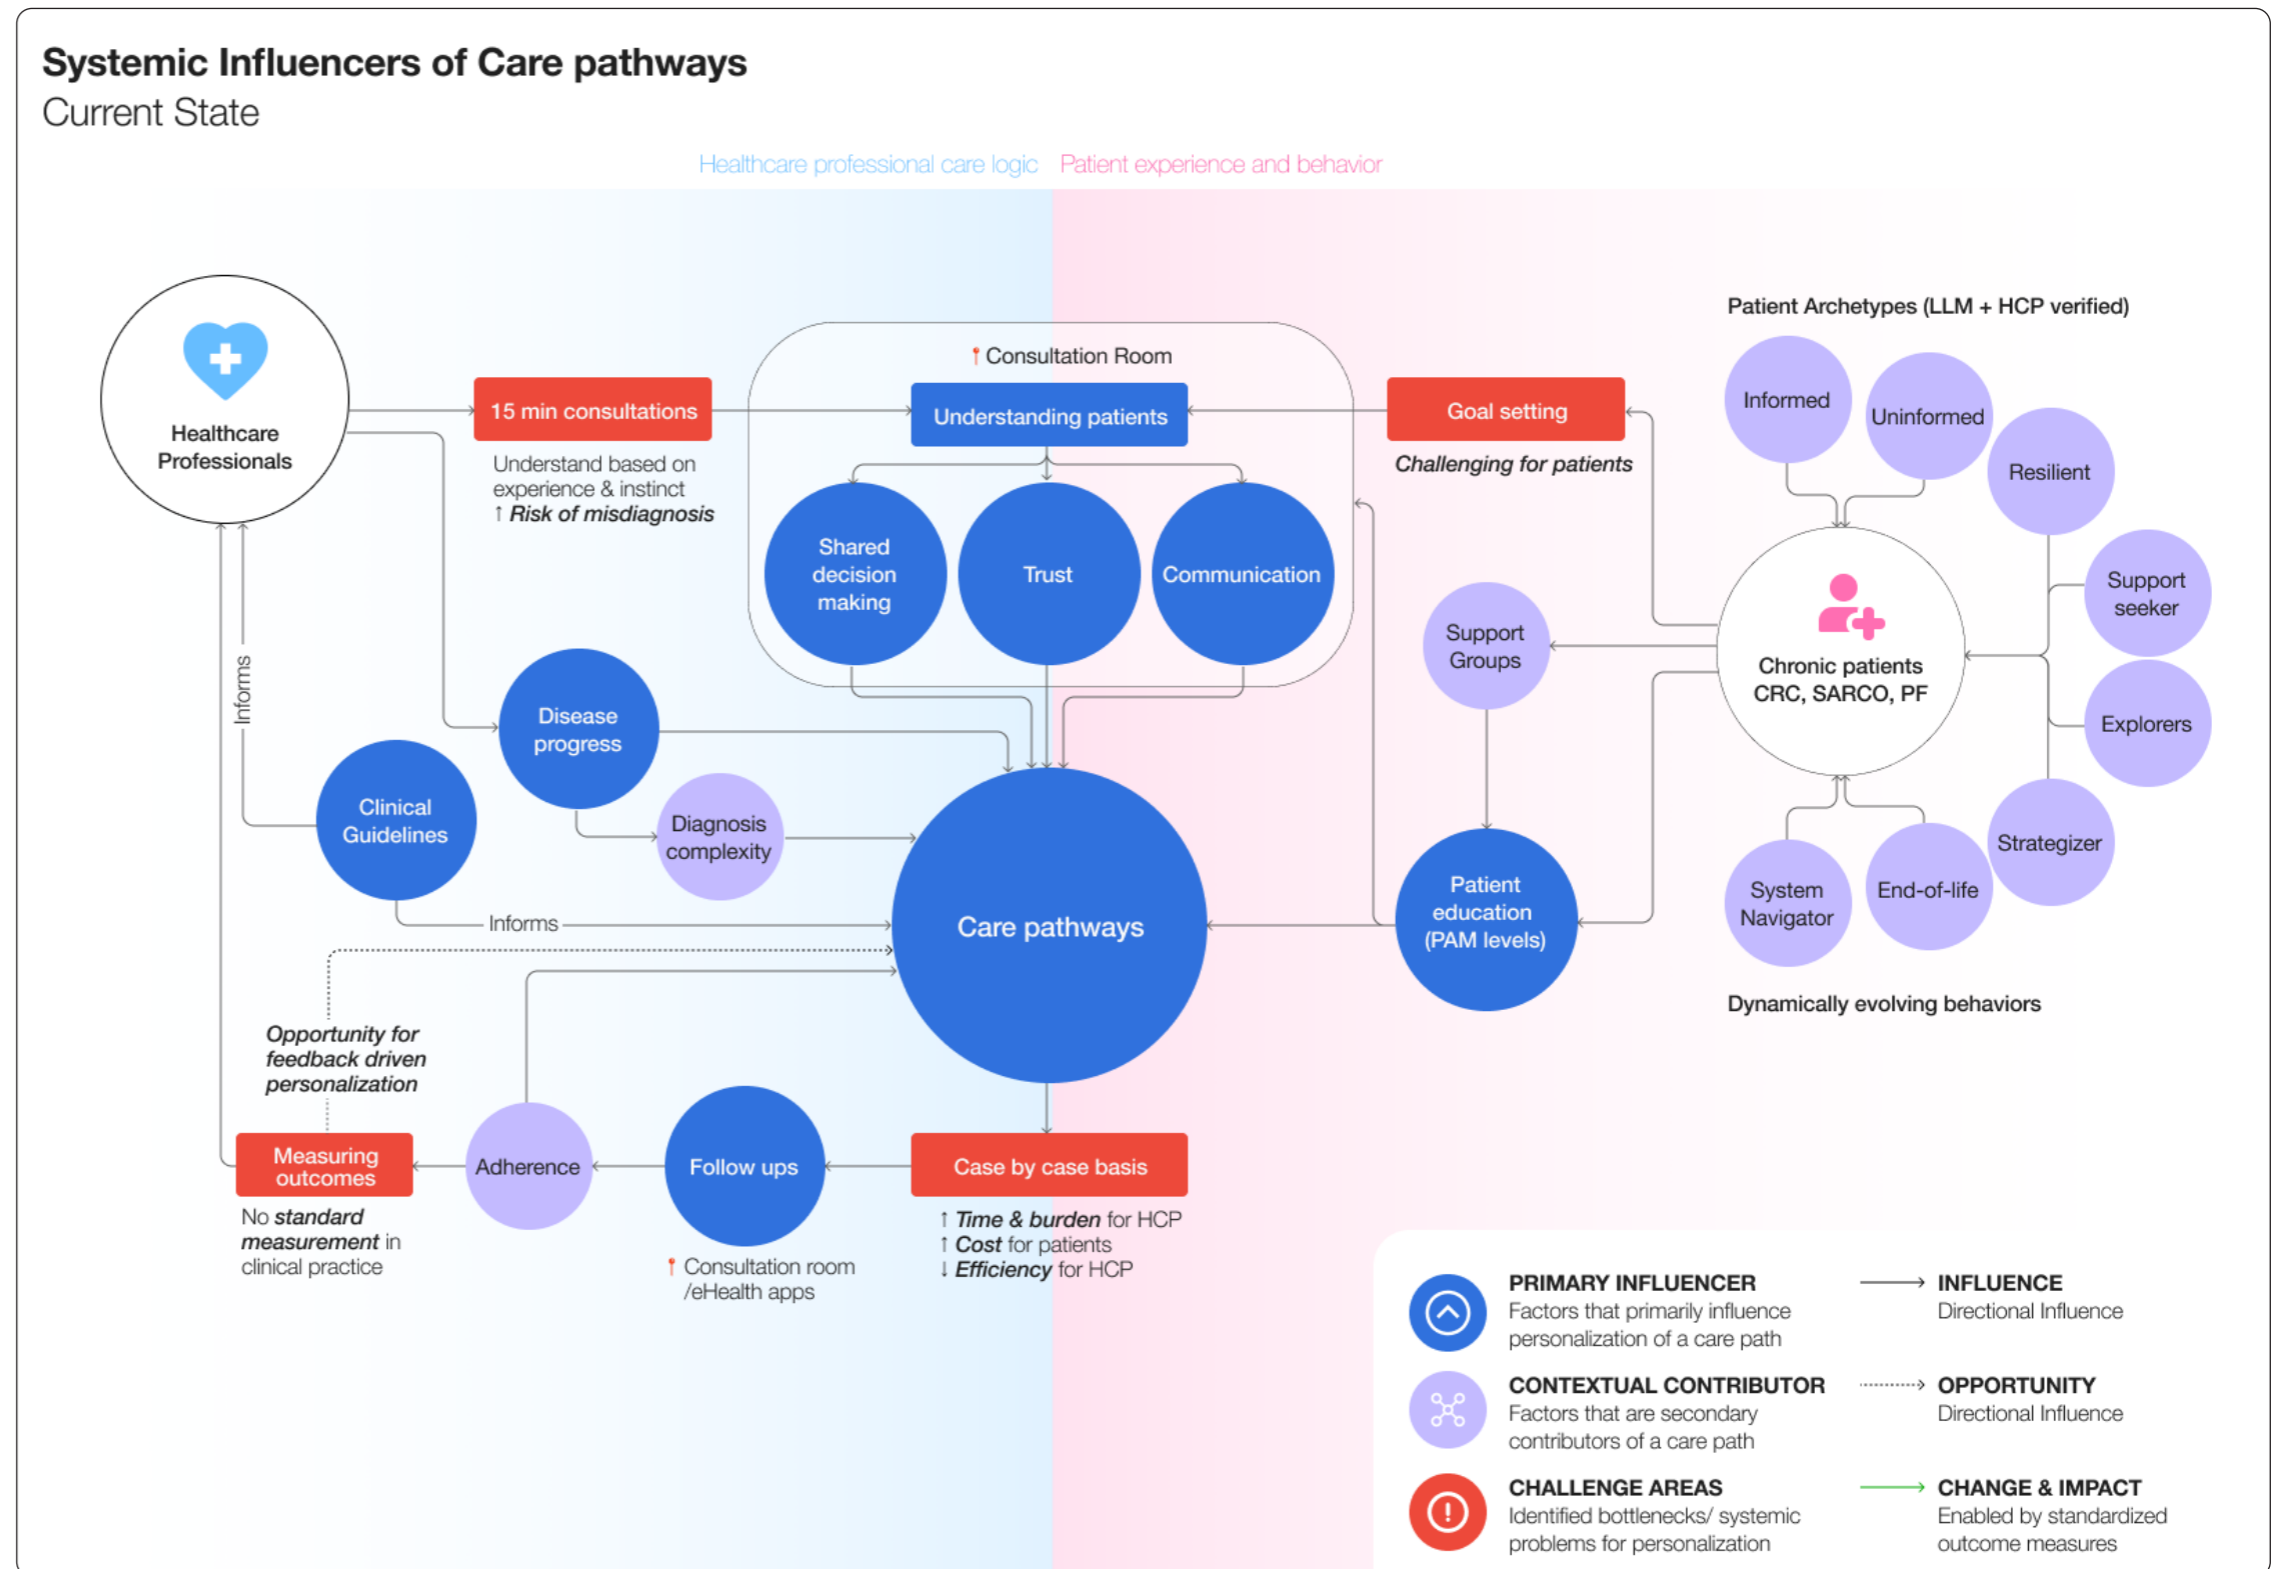 Systemic Influencers of Care pathways
Current State
Healthcare professional care logic
Patient experience and behavior
Patient Archetypes (LLM + HCP verified)
Healthcare
Professionals
15 min consultations
Understand based on
experience & instinct
↑ Risk of misdiagnosis
Consultation Room
Understanding patients
Shared
decision
making
Trust
Communication
Goal setting
Challenging for patients
Informed
Uninformed
Resilient
Support
seeker
Explorers
Strategizer
End-of-life
System
Navigator
Chronic patients
CRC, SARCO, PF
Dynamically evolving behaviors
Support
Groups
Patient
education
(PAM levels)
Informs
Disease
progress
Clinical
Guidelines
Diagnosis
complexity
Informs
Care pathways
Opportunity for
feedback driven
personalization
Measuring
outcomes
No standard
measurement in
clinical practice
Adherence
Follow ups
Consultation room
/eHealth apps
Case by case basis
↑ Time & burden for HCP
↑ Cost for patients
↓ Efficiency for HCP
PRIMARY INFLUENCER
Factors that primarily influence
personalization of a care path
CONTEXTUAL CONTRIBUTOR
Factors that are secondary
contributors of a care path
CHALLENGE AREAS
Identified bottlenecks/ systemic
problems for personalization
INFLUENCE
Directional Influence
OPPORTUNITY
Directional Influence
CHANGE & IMPACT
Enabled by standardized
outcome measures